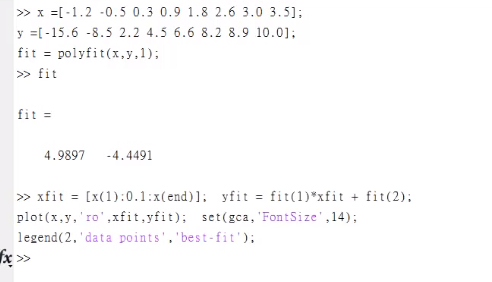 >> x =[-1.2 -0.5 0.3 0.9 1.8 2.6 3.0 3.5];
y =[-15.6 -8.5 2.2 4.5 6.6 8.2 8.9 10.0];
fit = polyfit(x,y,1);
>> fit
fit =
4.9897 -4.4491
>> xfit = [x(1):0.1:x(end)]; yfit = fit(1)*xfit + fit(2);
plot(x,y,'ro',xfit,yfit); set(gca,'FontSize',14);
legend(2,'data points','best-fit');
fx >>